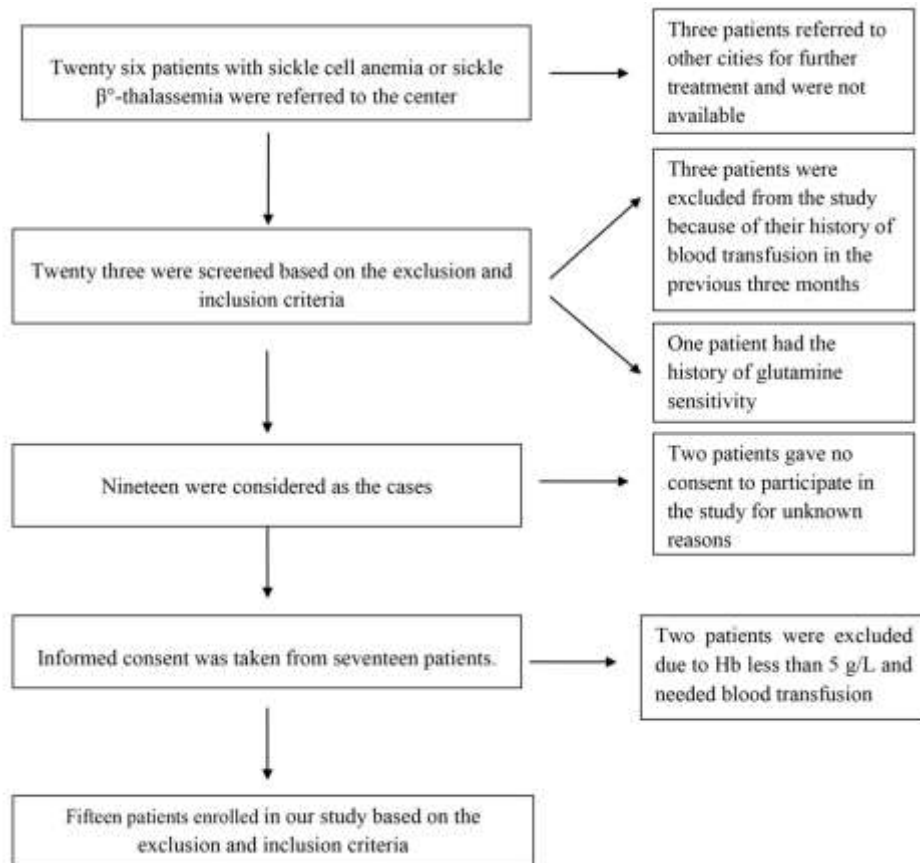 Twenty six patients with sickle cell anemia or sickle
β°-thalassemia were referred to the center
Three patients referred to
other cities for further
treatment and were not
available
Three patients were
excluded from the study
because of their history of
blood transfusion in the
previous three months
Twenty three were screened based on the exclusion and
inclusion criteria
One patient had the
history of glutamine
sensitivity
Nineteen were considered as the cases
Two patients gave no
consent to participate in
the study for unknown
reasons
Informed consent was taken from seventeen patients.
Two patients were excluded
due to Hb less than 5 g/L and
needed blood transfusion
Fifteen patients enrolled in our study based on the
exclusion and inclusion criteria